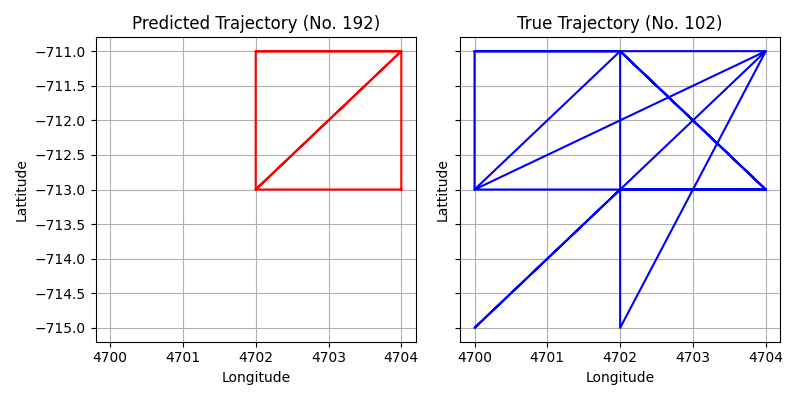 Predicted Trajectory (No. 192)
True Trajectory (No. 102)
Lattitude
−711.0
−711.5
−712.0
−712.5
−713.0
−713.5
−714.0
−714.5
−715.0
4700 4701 4702 4703 4704
Longitude
Lattitude
4700 4701 4702 4703 4704
Longitude